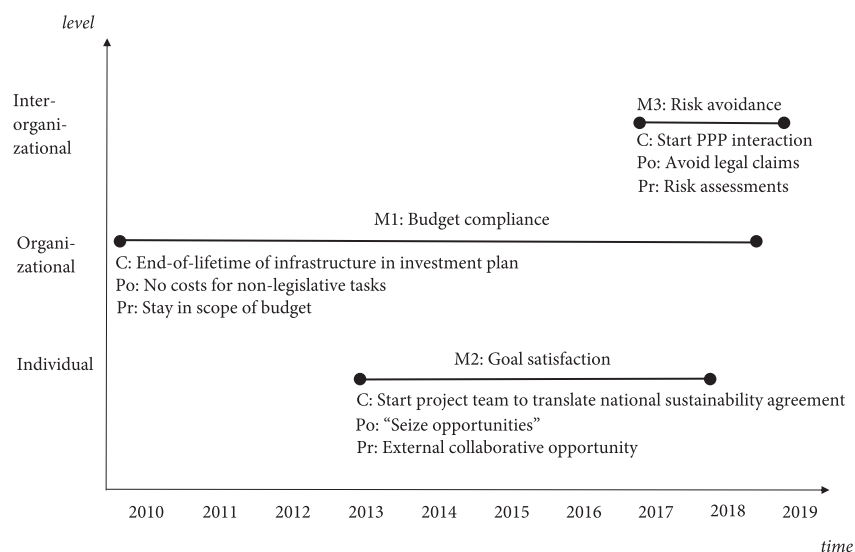 level
Inter-
organi-
zational
M3: Risk avoidance
C: Start PPP interaction
Po: Avoid legal claims
Pr: Risk assessments
Organi-
zational
M1: Budget compliance
C: End-of-lifetime of infrastructure in investment plan
Po: No costs for non-legislative tasks
Pr: Stay in scope of budget
Individual
M2: Goal satisfaction
C: Start project team to translate national sustainability agreement
Po: “Seize opportunities”
Pr: External collaborative opportunity
2010 2011 2012 2013 2014 2015 2016 2017 2018 2019
time